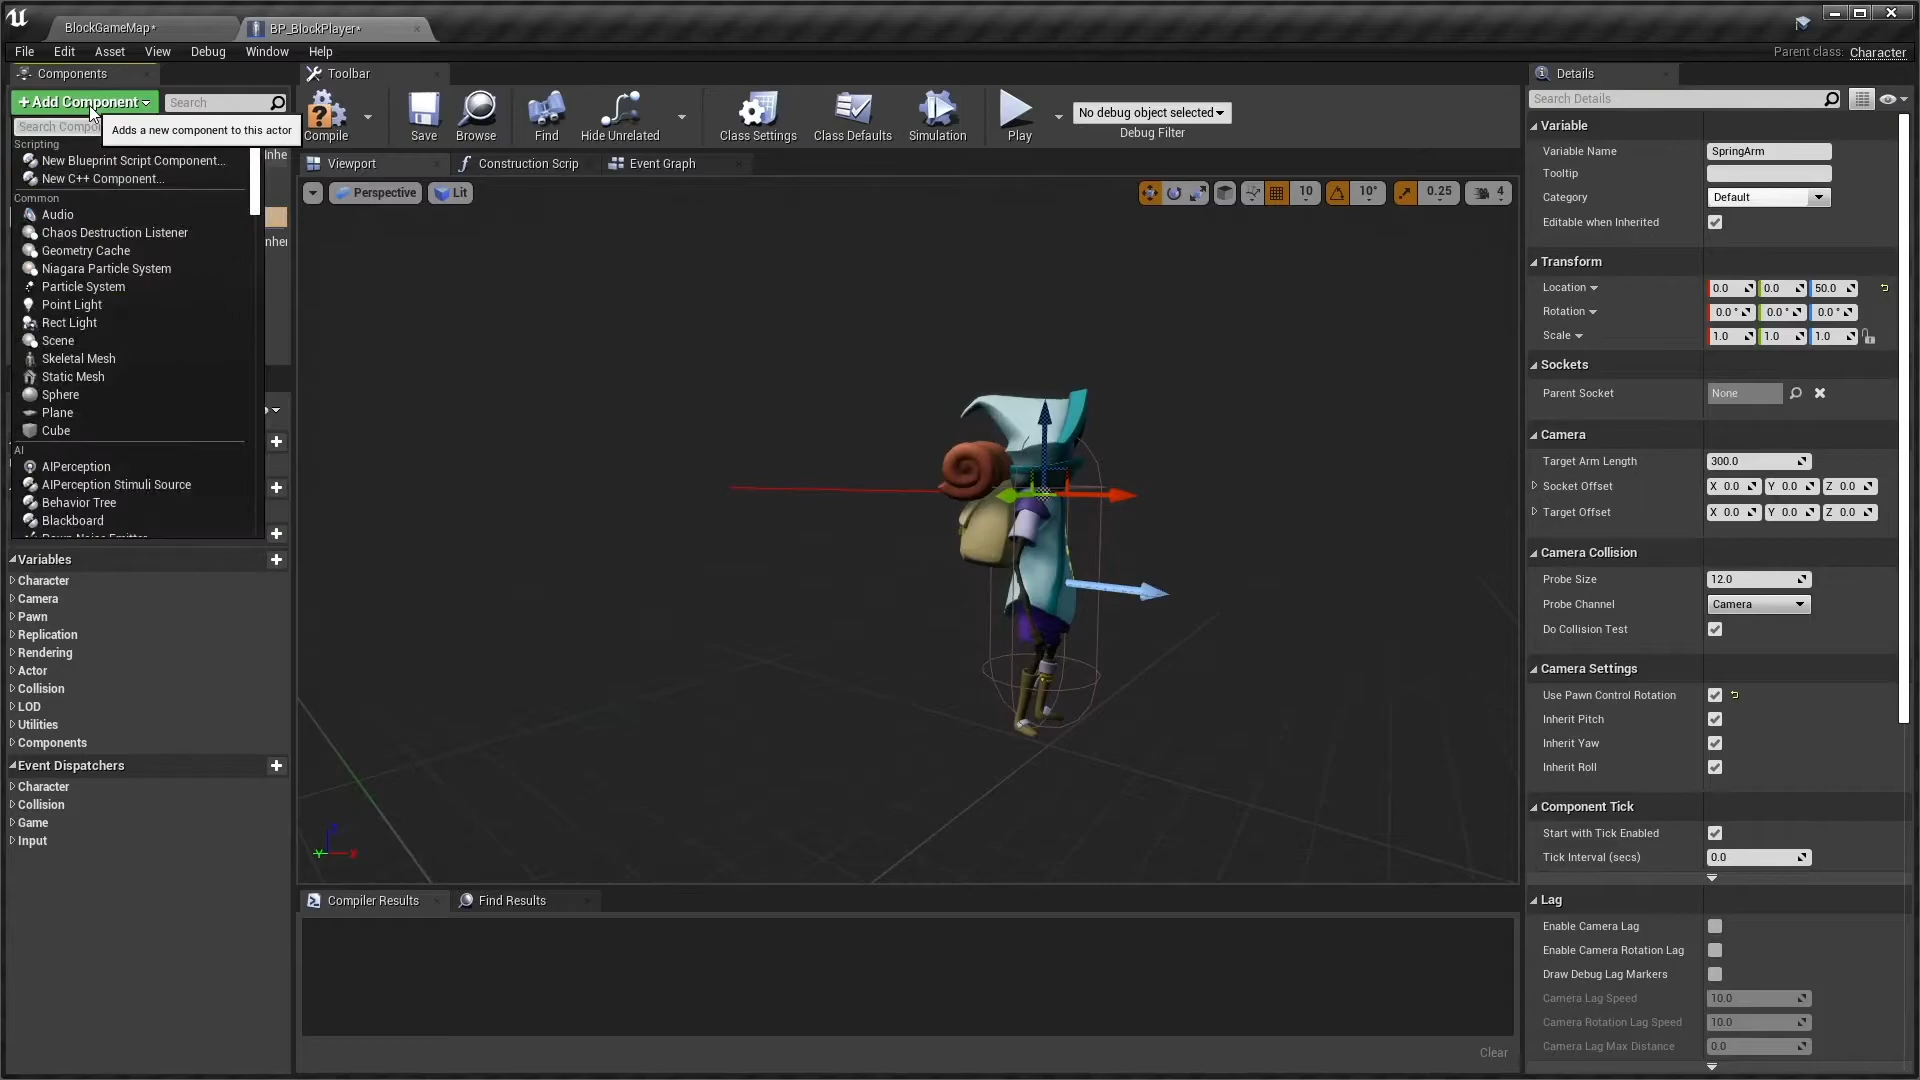 BlockGameMap*
BP_BlockPlayer*
File Edit Asset View Debug Window Help
Parent class: Character
Components
Toolbar
Details
+Add Component
Search
Search Compo
Adds a new component to this actor
Scripting
New Blueprint Script Component...
New C++ Component...
Common
Audio
Chaos Destruction Listener
Geometry Cache
Niagara Particle System
Particle System
Point Light
Rect Light
Scene
Skeletal Mesh
Static Mesh
Sphere
Plane
Cube
AI
AIPerception
AIPerception Stimuli Source
Behavior Tree
Blackboard
Variables
Character
Camera
Pawn
Replication
Rendering
Actor
Collision
LOD
Utilities
Components
Event Dispatchers
Character
Collision
Game
Input
Compile Save Browse Find Hide Unrelated Class Settings Class Defaults Simulation Play
No debug object selected
Debug Filter
Viewport Construction Scrip Event Graph
Perspective Lit
10 10° 0.25 4
Compiler Results Find Results
Clear
Search Details
Variable
Variable Name SpringArm
Tooltip
Category Default
Editable when Inherited
Transform
Location 0.0 0.0 50.0
Rotation 0.0 ° 0.0 ° 0.0 °
Scale 1.0 1.0 1.0
Sockets
Parent Socket None
Camera
Target Arm Length 300.0
Socket Offset X 0.0 Y 0.0 Z 0.0
Target Offset X 0.0 Y 0.0 Z 0.0
Camera Collision
Probe Size 12.0
Probe Channel Camera
Do Collision Test
Camera Settings
Use Pawn Control Rotation
Inherit Pitch
Inherit Yaw
Inherit Roll
Component Tick
Start with Tick Enabled
Tick Interval (secs) 0.0
Lag
Enable Camera Lag
Enable Camera Rotation Lag
Draw Debug Lag Markers
Camera Lag Speed 10.0
Camera Rotation Lag Speed 10.0
Camera Lag Max Distance 0.0